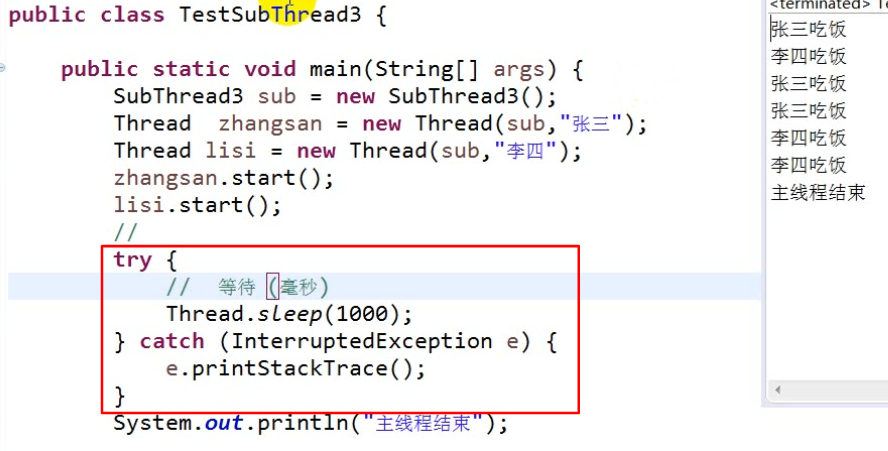 public class TestSubThread3 {
public static void main(String[] args) {
SubThread3 sub = new SubThread3();
Thread  zhangsan = new Thread(sub,"张三");
Thread lisi = new Thread(sub,"李四");
zhangsan.start();
lisi.start();
//
try {
//  等待 (毫秒)
Thread.sleep(1000);
} catch (InterruptedException e) {
e.printStackTrace();
}
System.out.println("主线程结束");
<terminated>
张三吃饭
李四吃饭
张三吃饭
张三吃饭
李四吃饭
李四吃饭
主线程结束